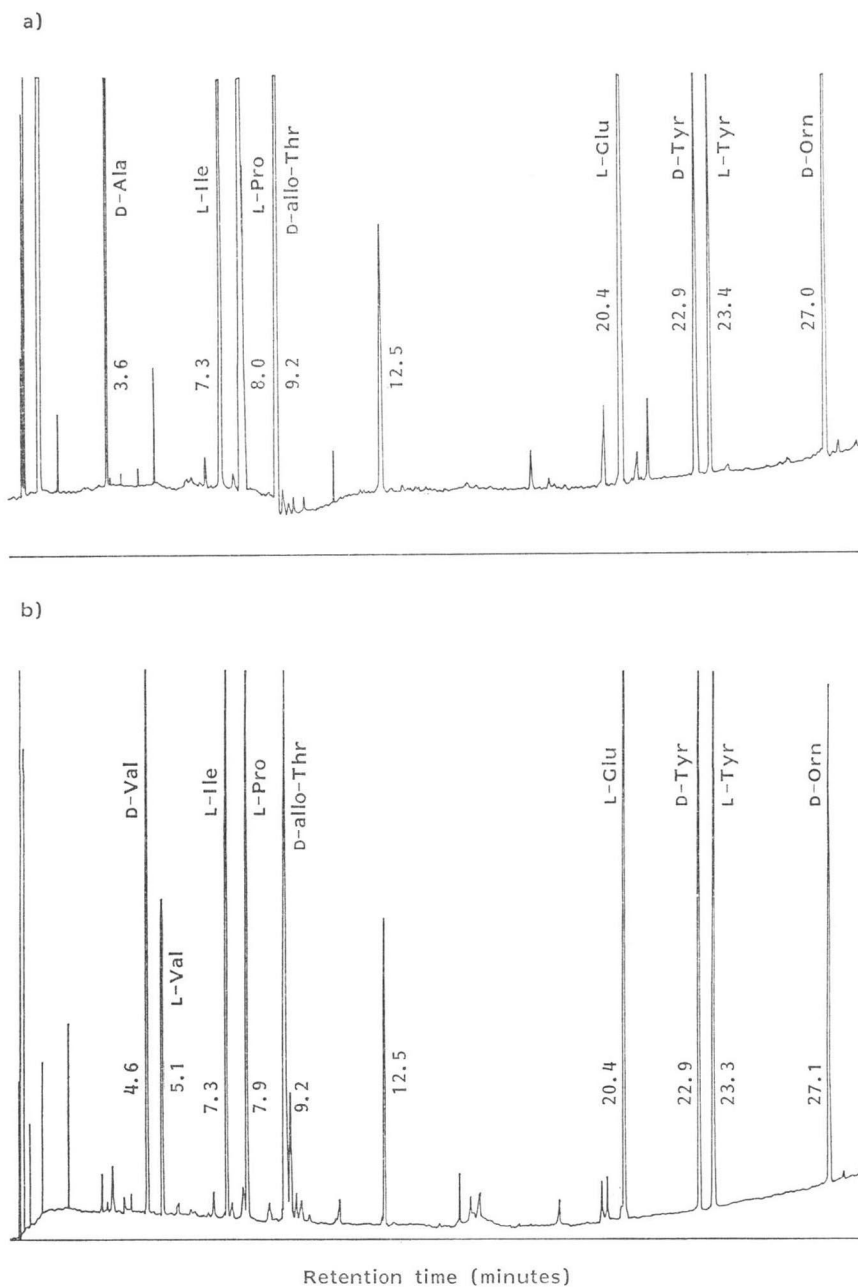 a)
D-Ala
3.6
L-Ile
7.3
L-Pro
8.0
D-allo-Thr
9.2
12.5
L-Glu
20.4
D-Tyr
22.9
L-Tyr
23.4
D-Orn
27.0
b)
D-Val
4.6
L-Val
5.1
L-Ile
7.3
L-Pro
7.9
D-allo-Thr
9.2
12.5
L-Glu
20.4
D-Tyr
22.9
L-Tyr
23.3
D-Orn
27.1
Retention time (minutes)